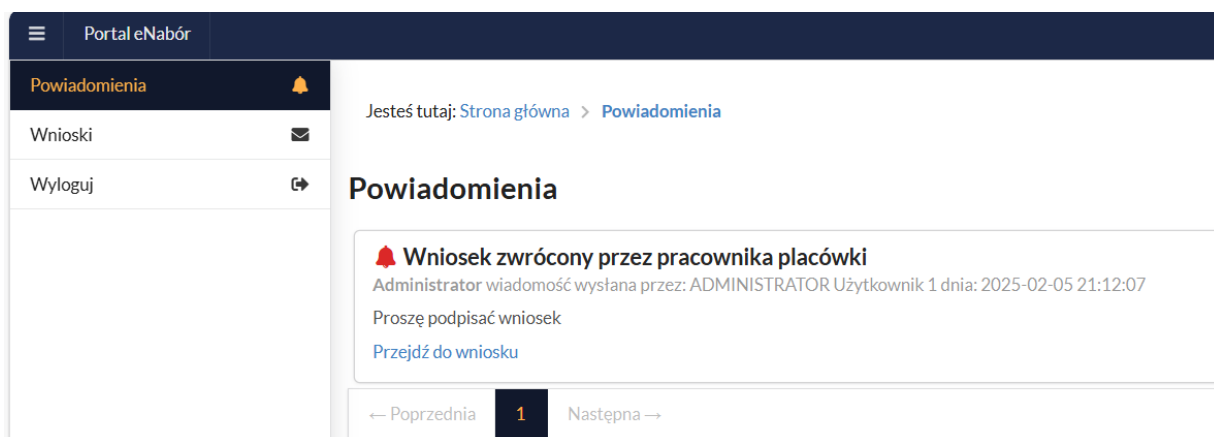 Portal eNabór
Powiadomienia
Wnioski
Wyloguj
Jesteś tutaj: Strona główna > Powiadomienia
Powiadomienia
Wniosek zwrócony przez pracownika placówki
Administrator wiadomość wysłana przez: ADMINISTRATOR Użytkownik 1 dnia: 2025-02-05 21:12:07
Proszę podpisać wniosek
Przejdź do wniosku
← Poprzednia 1 Następna →